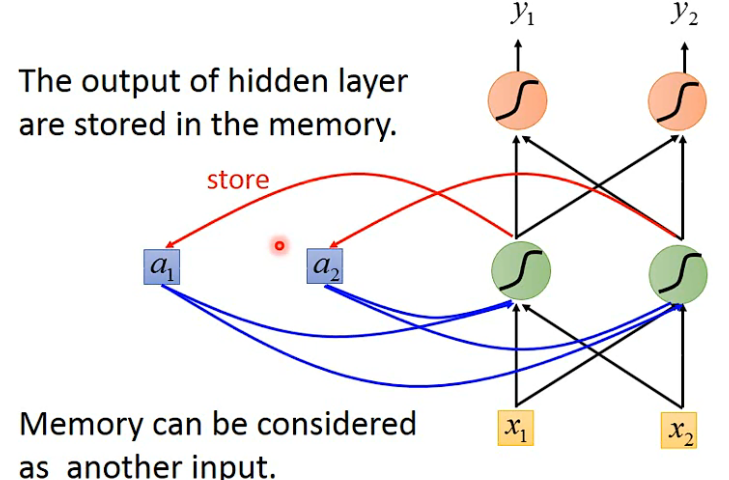 y₁ y₂
The output of hidden layer
are stored in the memory.
store
a₁ a₂
x₁ x₂
Memory can be considered
as another input.